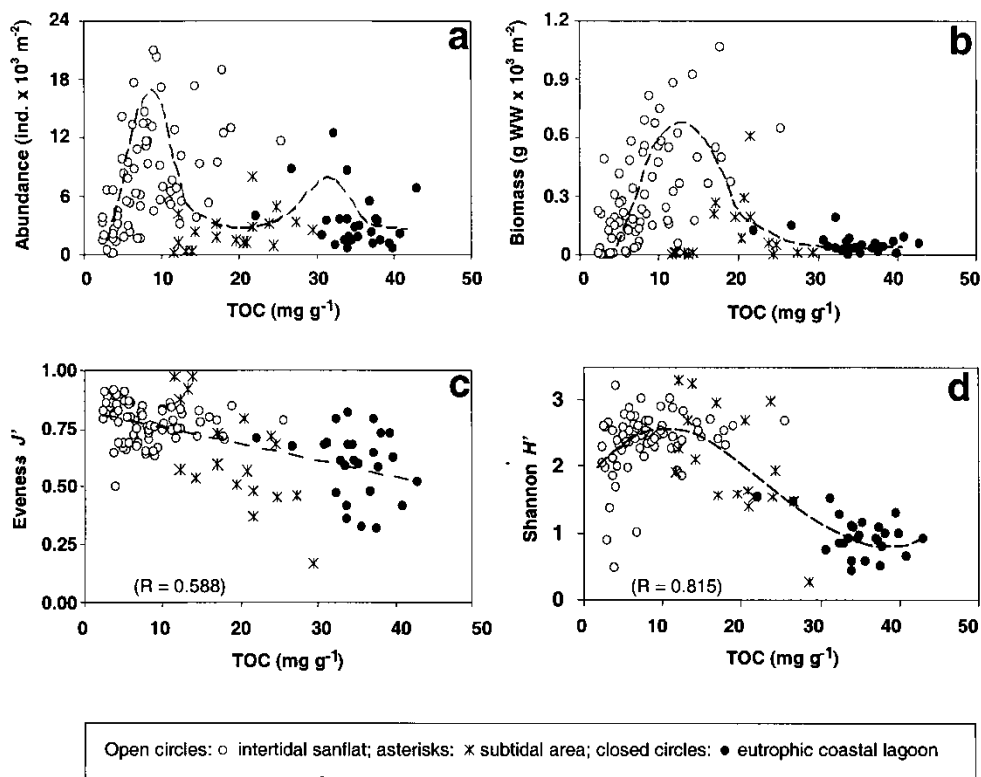 a
Abundance (ind. x 10³ m⁻²)
24
18
12
6
0
0 10 20 30 40 50
TOC (mg g⁻¹)
b
Biomass (g WW x 10³ m⁻²)
1.2
0.9
0.6
0.3
0
0 10 20 30 40 50
TOC (mg g⁻¹)
c
Eveness J'
1.00
0.75
0.50
0.25
0.00
(R = 0.588)
0 10 20 30 40 50
TOC (mg g⁻¹)
d
Shannon H'
3
2
1
0
(R = 0.815)
0 10 20 30 40 50
TOC (mg g⁻¹)
Open circles: ○ intertidal sanflat; asterisks: ⁎ subtidal area; closed circles: ● eutrophic coastal lagoon